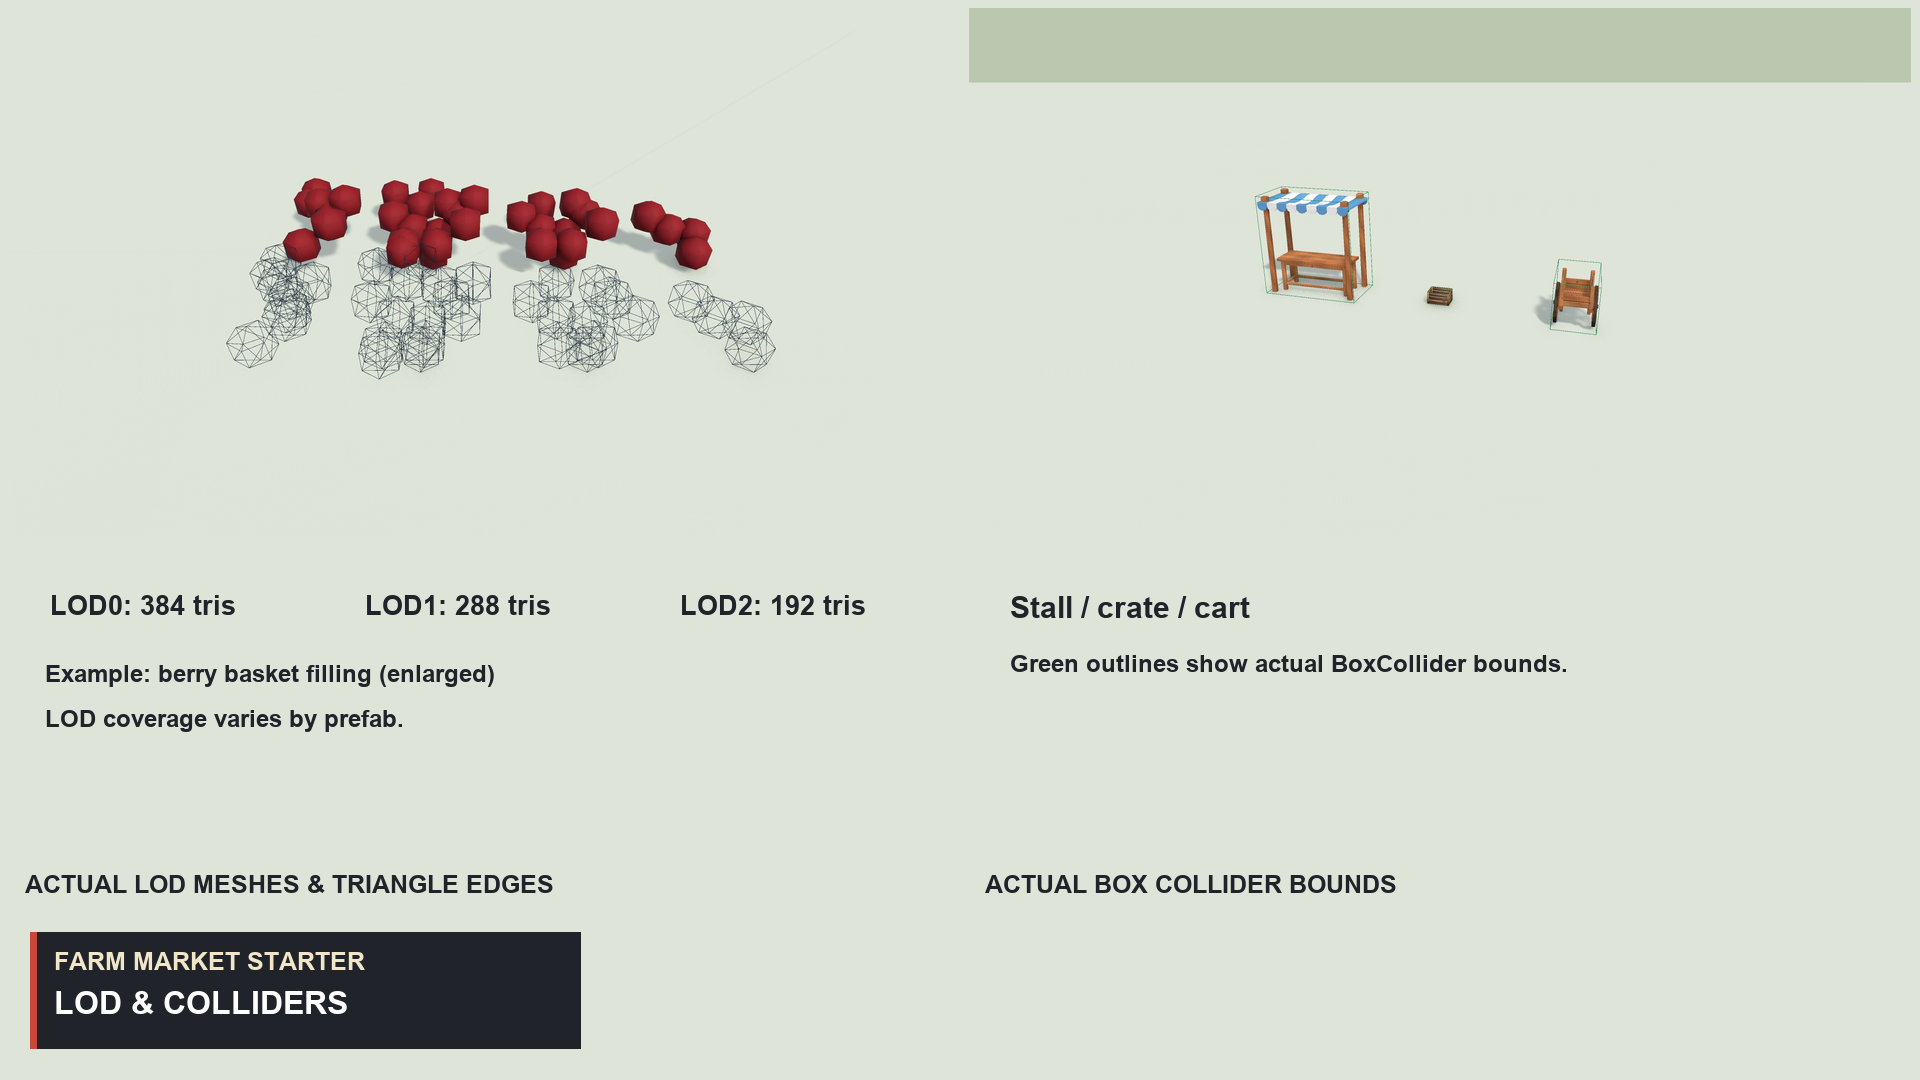 LOD0: 384 tris
LOD1: 288 tris
LOD2: 192 tris
Example: berry basket filling (enlarged)
LOD coverage varies by prefab.
Stall / crate / cart
Green outlines show actual BoxCollider bounds.
ACTUAL LOD MESHES & TRIANGLE EDGES
ACTUAL BOX COLLIDER BOUNDS
FARM MARKET STARTER
LOD & COLLIDERS